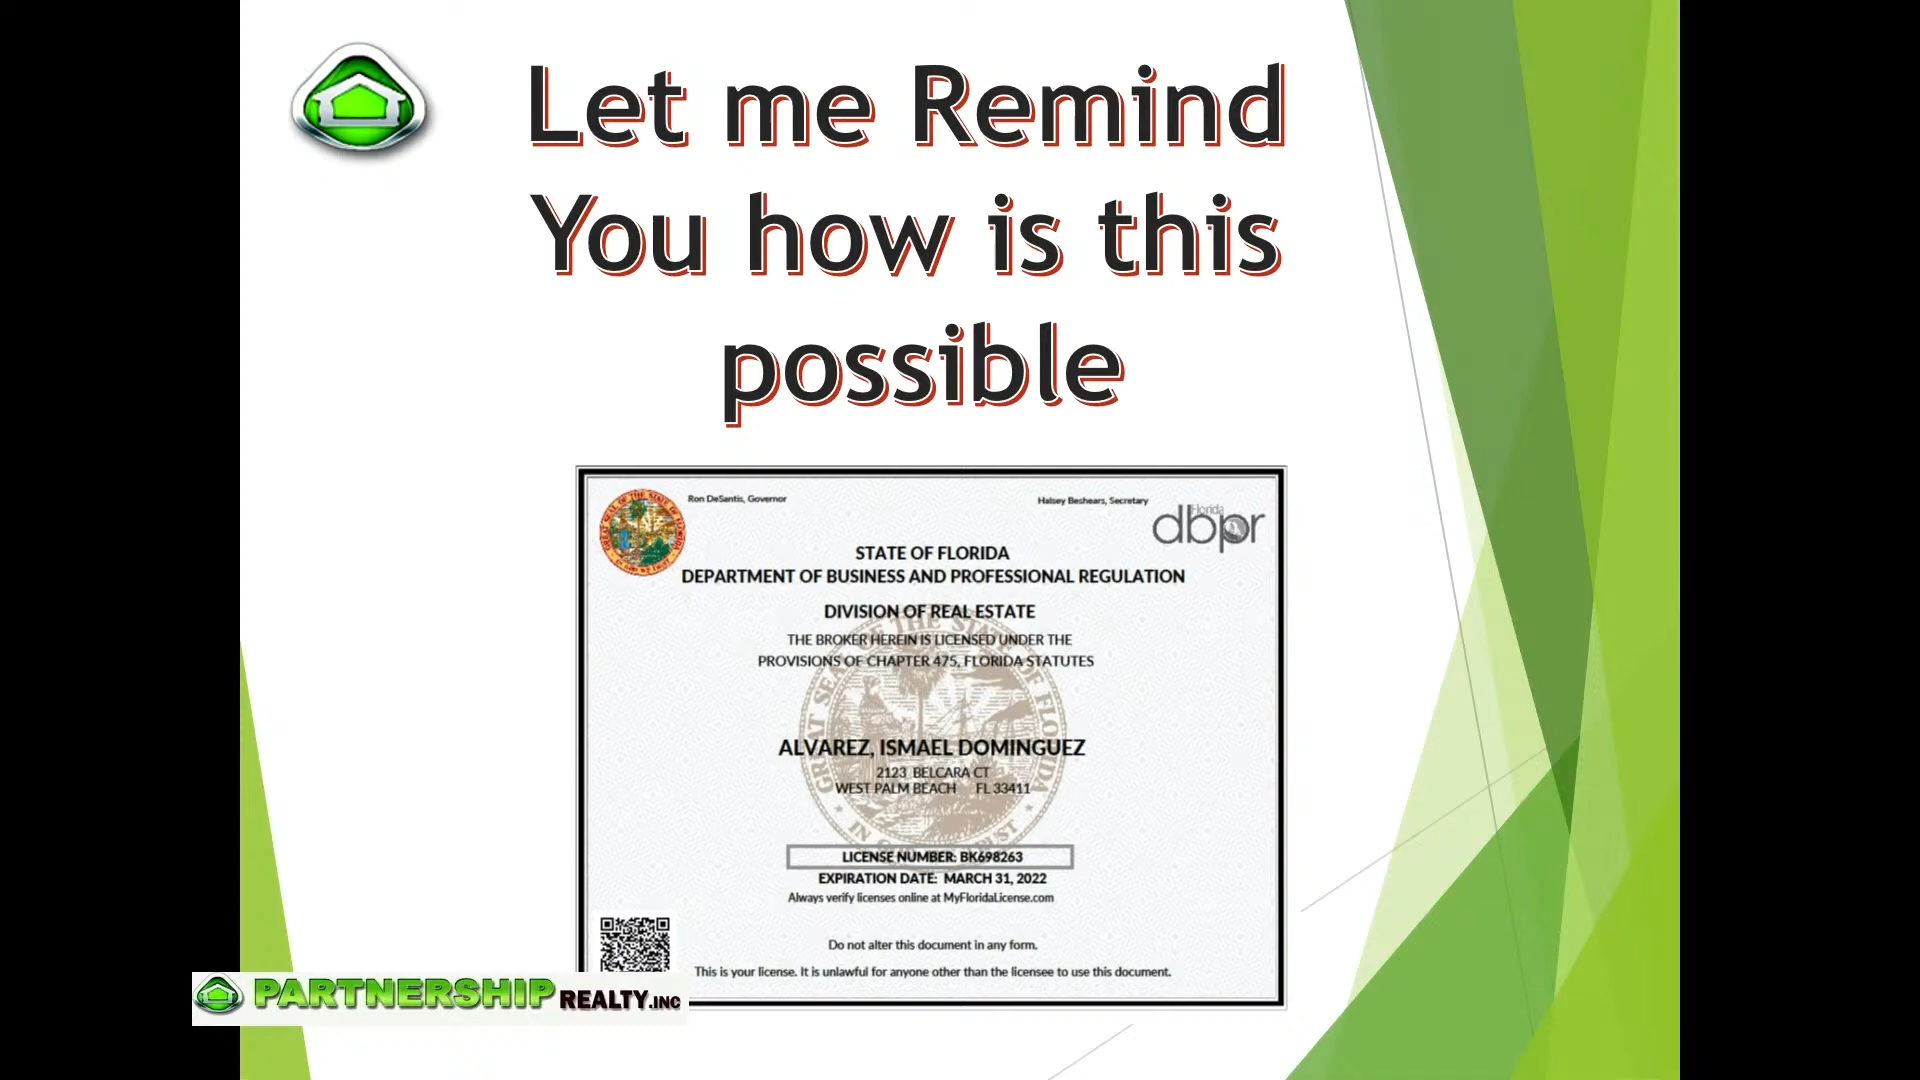 Let me Remind
You how is this
possible
Ron DeSantis, Governor
Halsey Beshears, Secretary
Florida
dbpr
STATE OF FLORIDA
DEPARTMENT OF BUSINESS AND PROFESSIONAL REGULATION
DIVISION OF REAL ESTATE
THE BROKER HEREIN IS LICENSED UNDER THE
PROVISIONS OF CHAPTER 475, FLORIDA STATUTES
ALVAREZ, ISMAEL DOMINGUEZ
2123 BELCARA CT
WEST PALM BEACH FL 33411
LICENSE NUMBER: BK698263
EXPIRATION DATE: MARCH 31, 2022
Always verify licenses online at MyFloridaLicense.com
Do not alter this document in any form.
This is your license. It is unlawful for anyone other than the licensee to use this document.
PARTNERSHIP REALTY.INC